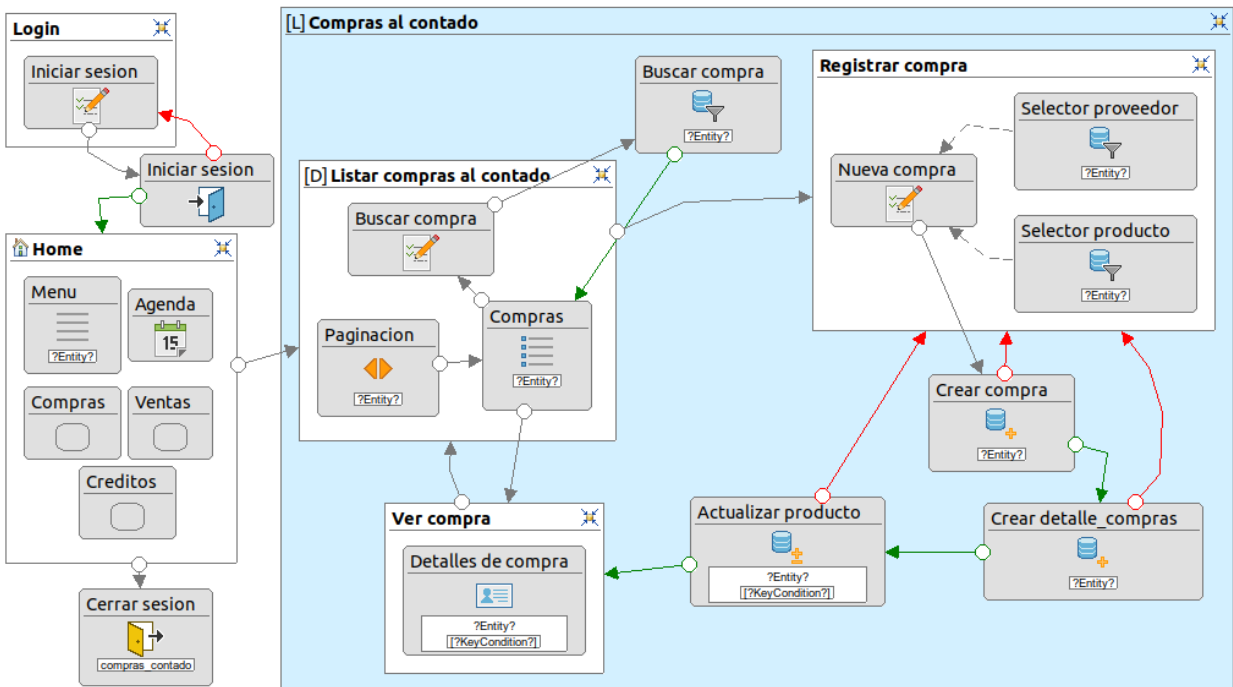 Login
Iniciar sesion
Iniciar sesion
Home
Menu
?Entity?
Agenda
15
Compras
Ventas
Creditos
Cerrar sesion
compras_contado
[L] Compras al contado
Buscar compra
?Entity?
[D] Listar compras al contado
Buscar compra
Paginacion
?Entity?
Compras
?Entity?
Registrar compra
Selector proveedor
?Entity?
Nueva compra
Selector producto
?Entity?
Crear compra
?Entity?
Ver compra
Detalles de compra
?Entity?
[?KeyCondition?]
Actualizar producto
?Entity?
[?KeyCondition?]
Crear detalle_compras
?Entity?